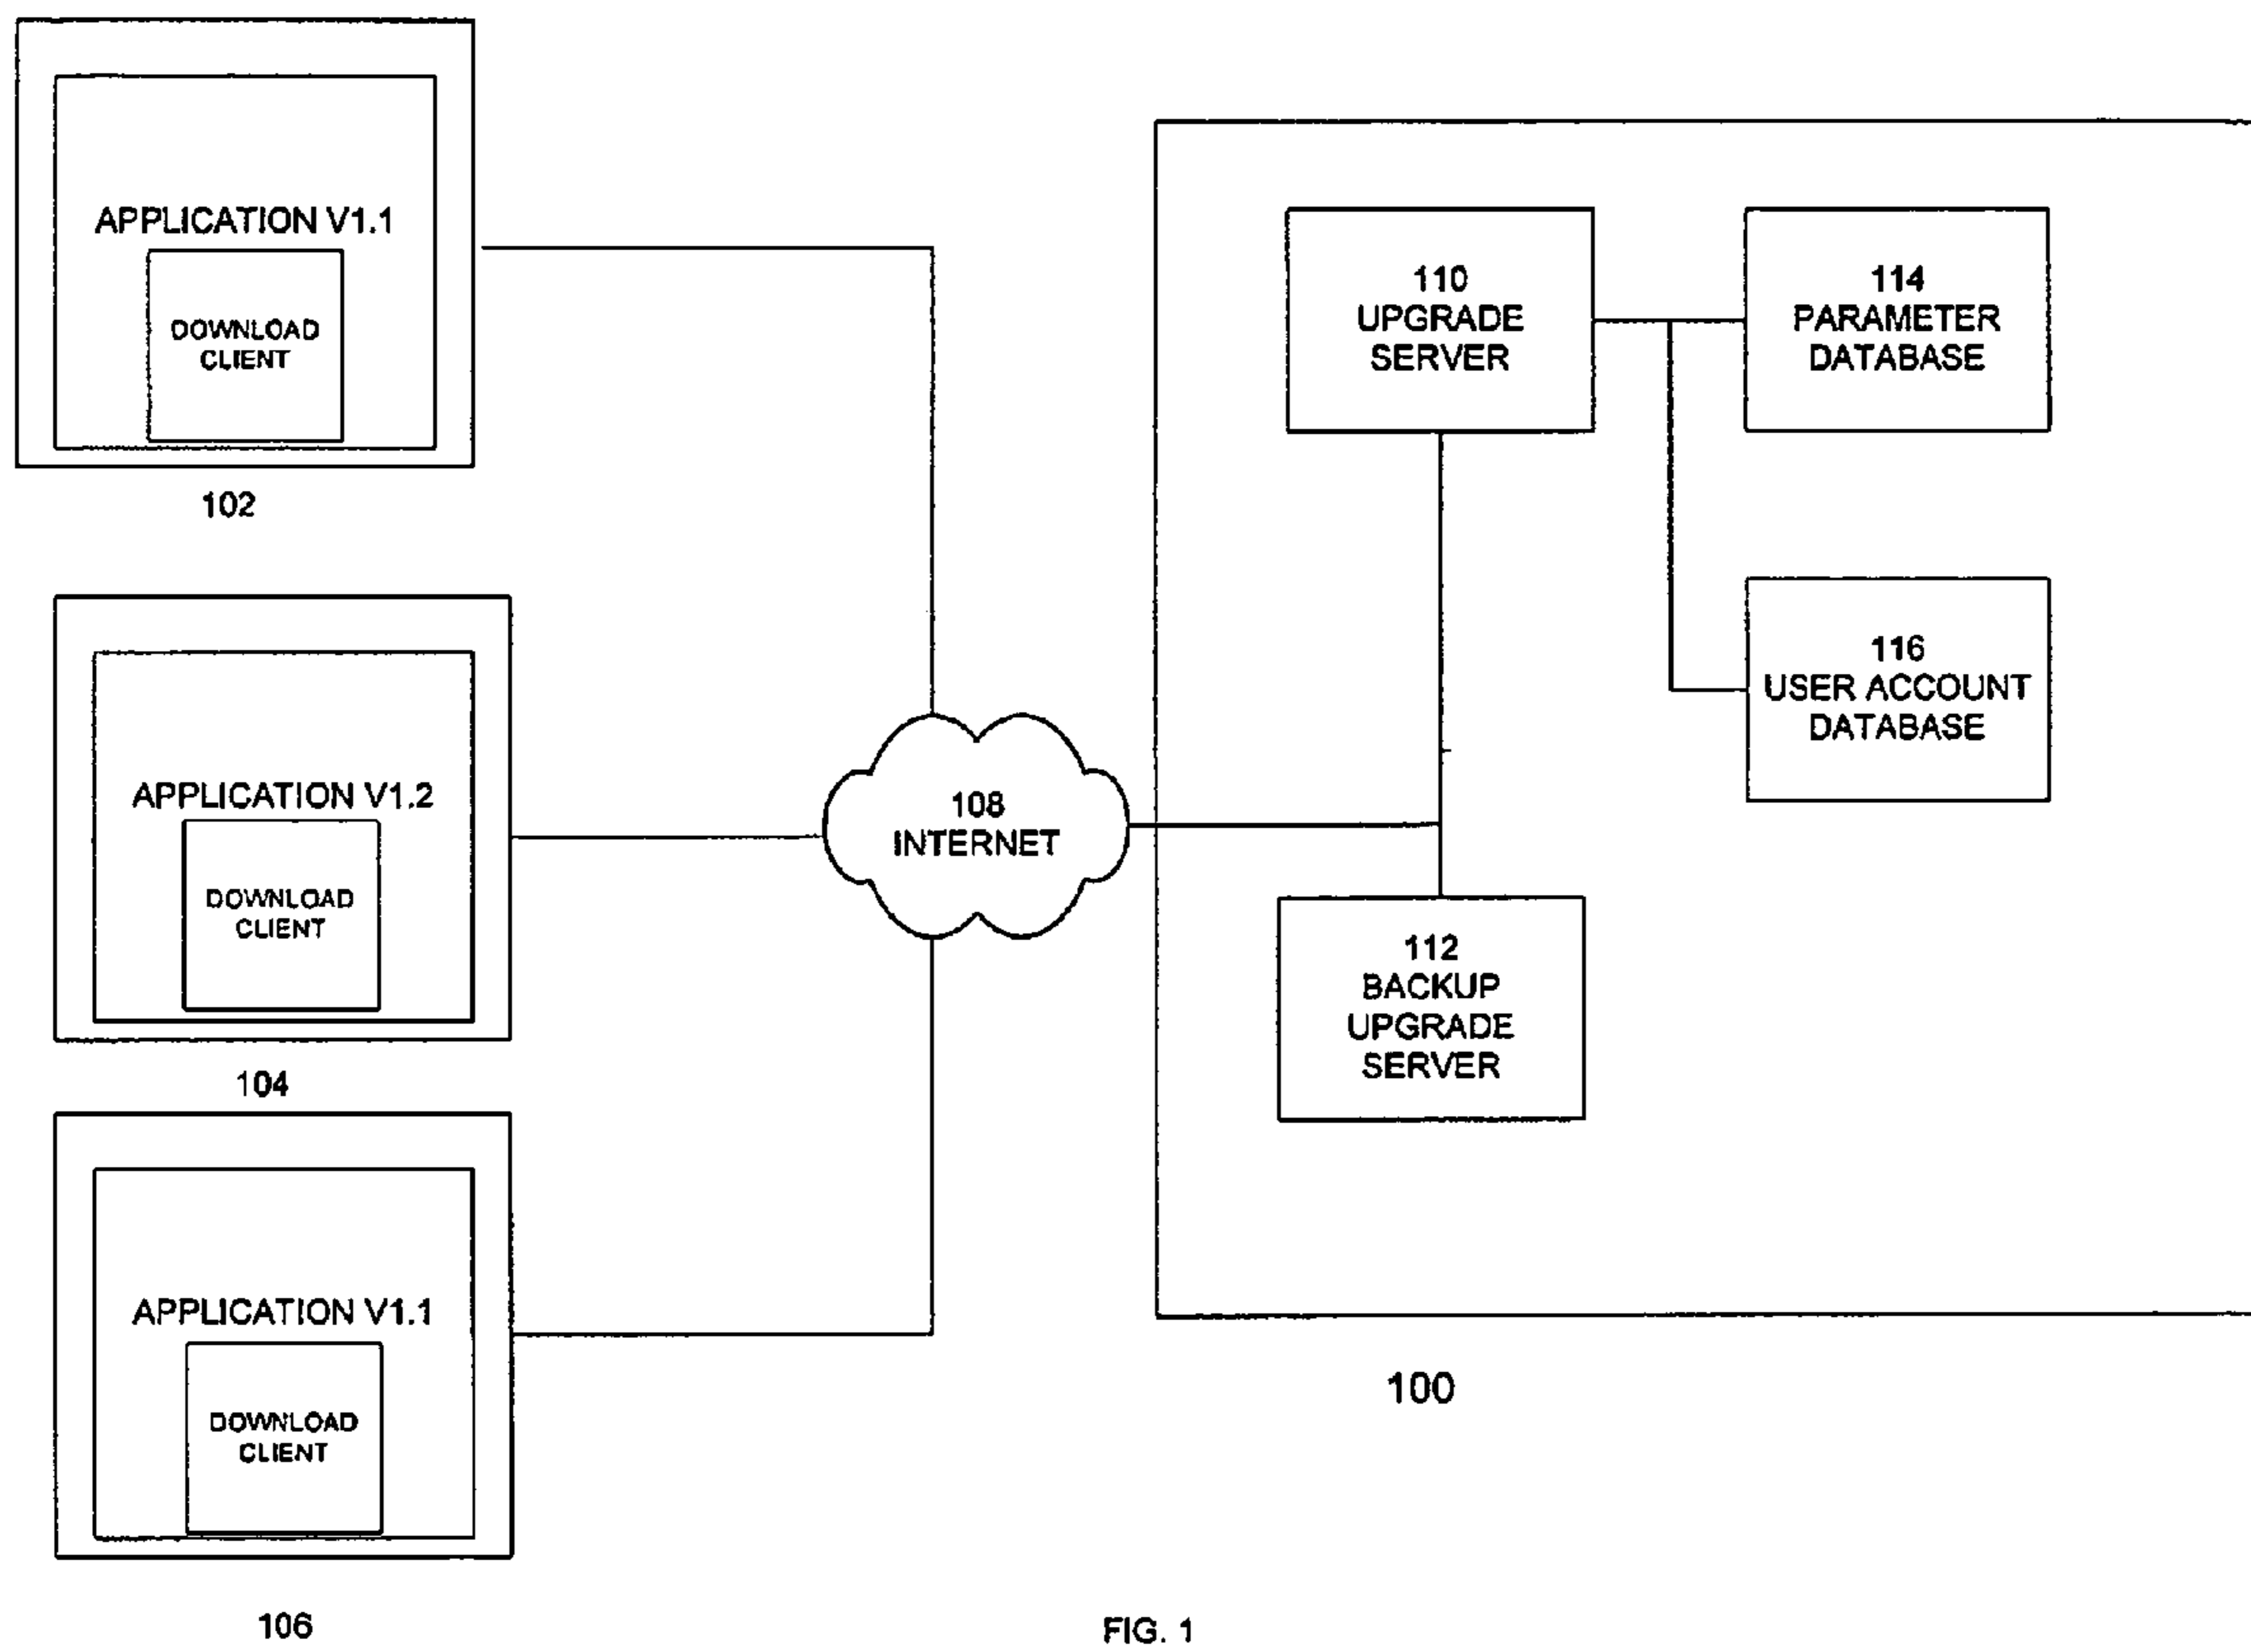 APPLICATION V1.1
DOWNLOAD
CLIENT
102
APPLICATION V1.2
DOWNLOAD
CLIENT
104
APPLICATION V1.1
DOWNLOAD
CLIENT
106
108
INTERNET
110
UPGRADE
SERVER
114
PARAMETER
DATABASE
116
USER ACCOUNT
DATABASE
112
BACKUP
UPGRADE
SERVER
100
FIG. 1